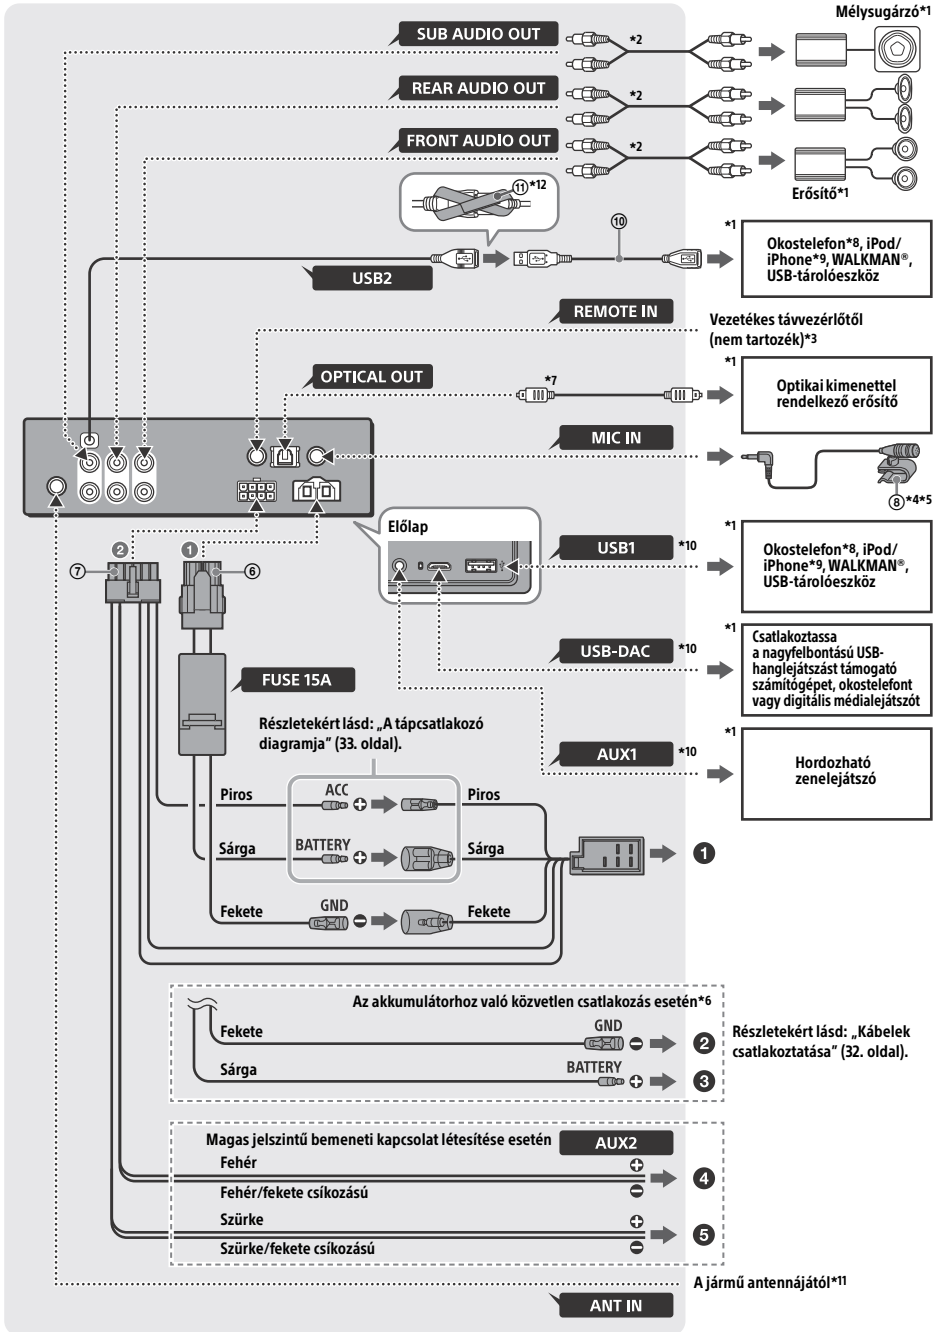 Mélysugárzó*1
SUB AUDIO OUT
*2
REAR AUDIO OUT
*2
FRONT AUDIO OUT
*2
Erősítő*1
⑪*12
⑩
*1
Okostelefon*8, iPod/
iPhone*9, WALKMAN®,
USB-tárolóeszköz
USB2
REMOTE IN
Vezetékes távvezérlőtől
(nem tartozék)*3
OPTICAL OUT
*7
*1
Optikai kimenettel
rendelkező erősítő
MIC IN
⑧*4*5
Előlap
USB1
*10
*1
Okostelefon*8, iPod/
iPhone*9, WALKMAN®,
USB-tárolóeszköz
❷
❶
⑦
⑥
USB-DAC
*10
*1
Csatlakoztassa
a nagyfelbontású USB-
hanglejátszást támogató
számítógépet, okostelefont
vagy digitális médialejátszót
FUSE 15A
Részletekért lásd: „A tápcsatlakozó
diagramja” (33. oldal).
AUX1
*10
*1
Hordozható
zenelejátszó
Piros
ACC
Piros
Sárga
BATTERY
Sárga
❶
Fekete
GND
Fekete
Az akkumulátorhoz való közvetlen csatlakozás esetén*6
Fekete
GND
❷
Sárga
BATTERY
❸
Részletekért lásd: „Kábelek
csatlakoztatása” (32. oldal).
Magas jelszintű bemeneti kapcsolat létesítése esetén
AUX2
Fehér
Fehér/fekete csíkozású
❹
Szürke
Szürke/fekete csíkozású
❺
A jármű antennájától*11
ANT IN